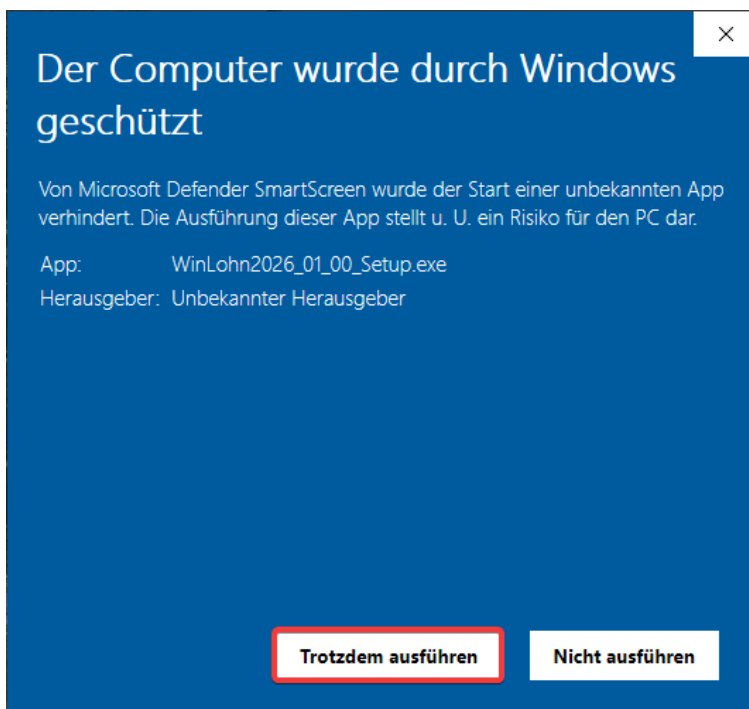 Der Computer wurde durch Windows
geschützt
Von Microsoft Defender SmartScreen wurde der Start einer unbekannten App
verhindert. Die Ausführung dieser App stellt u. U. ein Risiko für den PC dar.
App: WinLohn2026_01_00_Setup.exe
Herausgeber: Unbekannter Herausgeber
Trotzdem ausführen Nicht ausführen